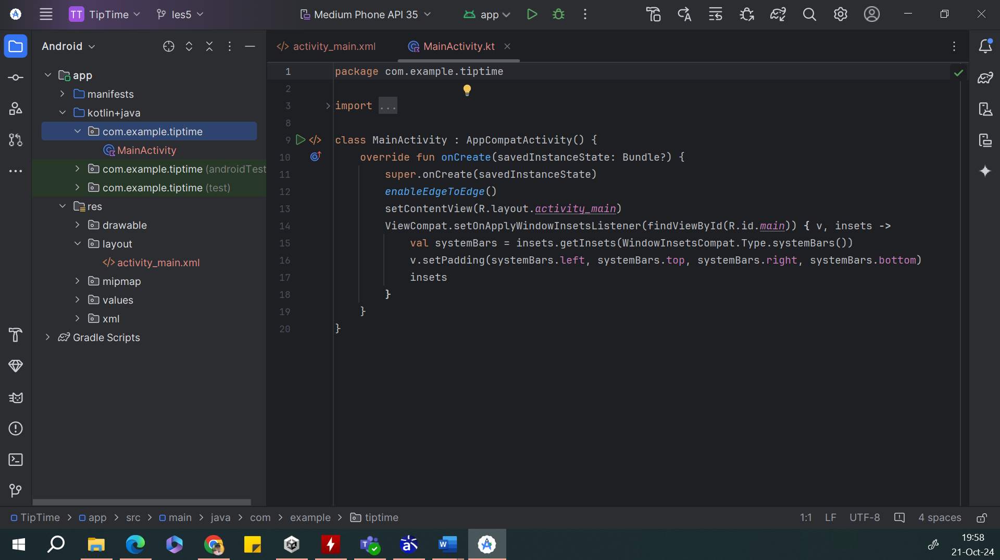 TT TipTime les5 Medium Phone API 35 app
Android
activity_main.xml MainActivity.kt
app
manifests
kotlin+java
com.example.tiptime
MainActivity
com.example.tiptime (androidTest
com.example.tiptime (test)
res
drawable
layout
activity_main.xml
mipmap
values
xml
Gradle Scripts
1 package com.example.tiptime
2
3 import ...
8
9 class MainActivity : AppCompatActivity() {
10 override fun onCreate(savedInstanceState: Bundle?) {
11 super.onCreate(savedInstanceState)
12 enableEdgeToEdge()
13 setContentView(R.layout.activity_main)
14 ViewCompat.setOnApplyWindowInsetsListener(findViewById(R.id.main)) { v, insets ->
15 val systemBars = insets.getInsets(WindowInsetsCompat.Type.systemBars())
16 v.setPadding(systemBars.left, systemBars.top, systemBars.right, systemBars.bottom)
17 insets
18 }
19 }
20 }
TipTime > app > src > main > java > com > example > tiptime 1:1 LF UTF-8 4 spaces
19:58
21-Oct-24